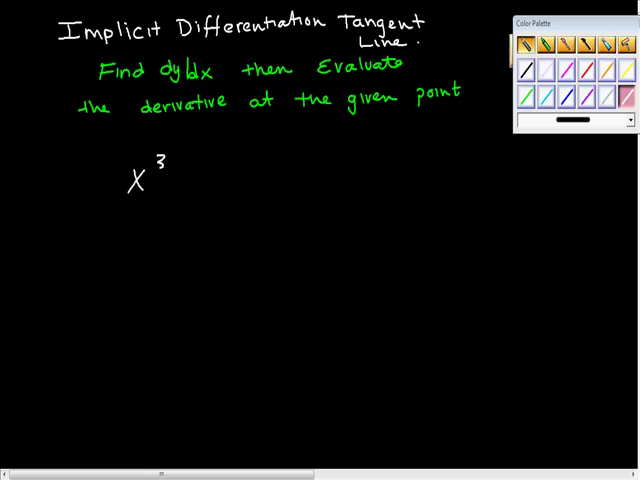 Implicit Differentiation Tangent
Line.
Find dy/dx then Evaluate
the derivative at the given point
x³
Color Palette